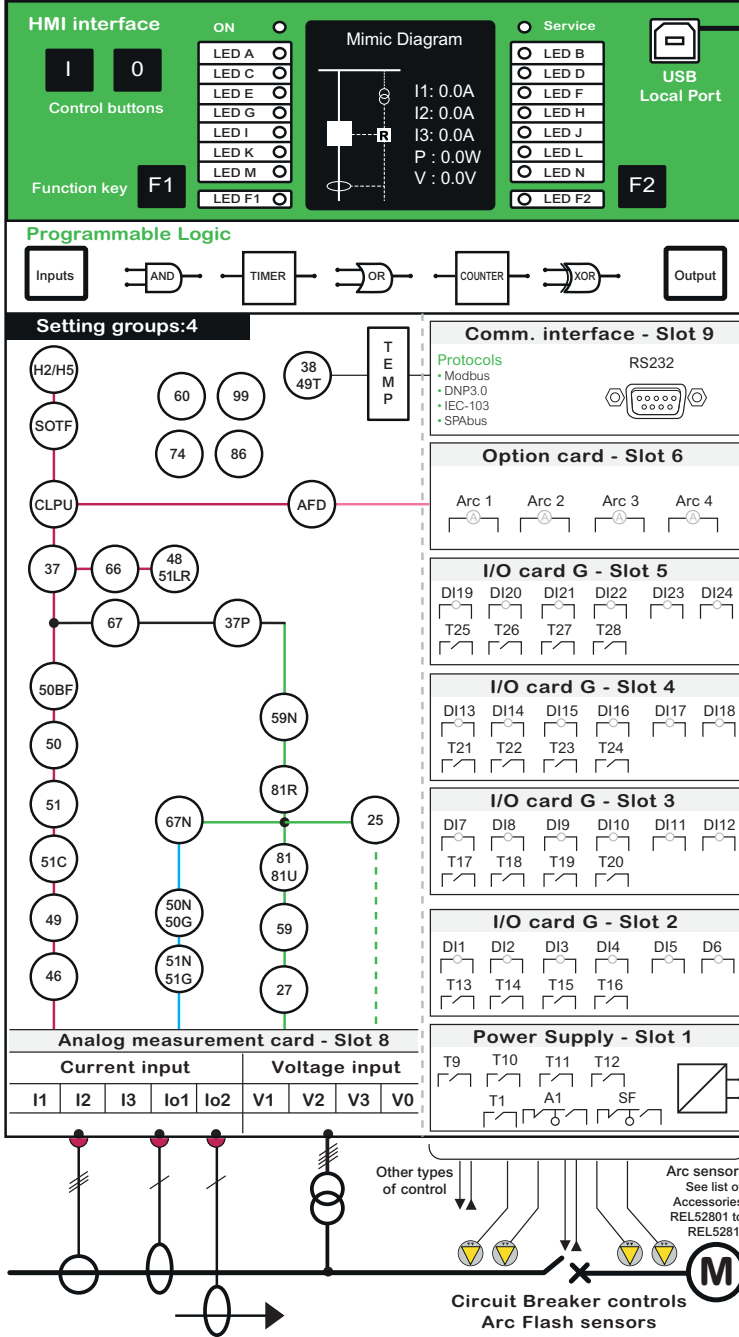 HMI interface
I
0
Control buttons
Function key
F1
ON
LED A
LED C
LED E
LED G
LED I
LED K
LED M
LED F1
Mimic Diagram
R
I1: 0.0A
I2: 0.0A
I3: 0.0A
P : 0.0W
V : 0.0V
Service
LED B
LED D
LED F
LED H
LED J
LED L
LED N
LED F2
USB
Local Port
F2
Programmable Logic
Inputs
AND
TIMER
OR
COUNTER
XOR
Output
Setting groups:4
H2/H5
SOTF
CLPU
37
66
48
51LR
67
37P
60
99
74
86
38
49T
T
E
M
P
AFD
50BF
50
51
51C
49
46
59N
81R
67N
25
81
81U
50N
50G
59
51N
51G
27
Analog measurement card - Slot 8
Current input
Voltage input
I1 I2 I3 Io1 Io2 V1 V2 V3 V0
Comm. interface - Slot 9
Protocols
• Modbus
• DNP3.0
• IEC-103
• SPAbus
RS232
Option card - Slot 6
Arc 1 Arc 2 Arc 3 Arc 4
A A A A
I/O card G - Slot 5
DI19 DI20 DI21 DI22 DI23 DI24
T25 T26 T27 T28
I/O card G - Slot 4
DI13 DI14 DI15 DI16 DI17 DI18
T21 T22 T23 T24
I/O card G - Slot 3
DI7 DI8 DI9 DI10 DI11 DI12
T17 T18 T19 T20
I/O card G - Slot 2
DI1 DI2 DI3 DI4 DI5 D6
T13 T14 T15 T16
Power Supply - Slot 1
T9 T10 T11 T12
T1 A1 SF
Other types
of control
Arc sensor
See list o
Accessories
REL52801 to
REL5281
M
Circuit Breaker controls
Arc Flash sensors